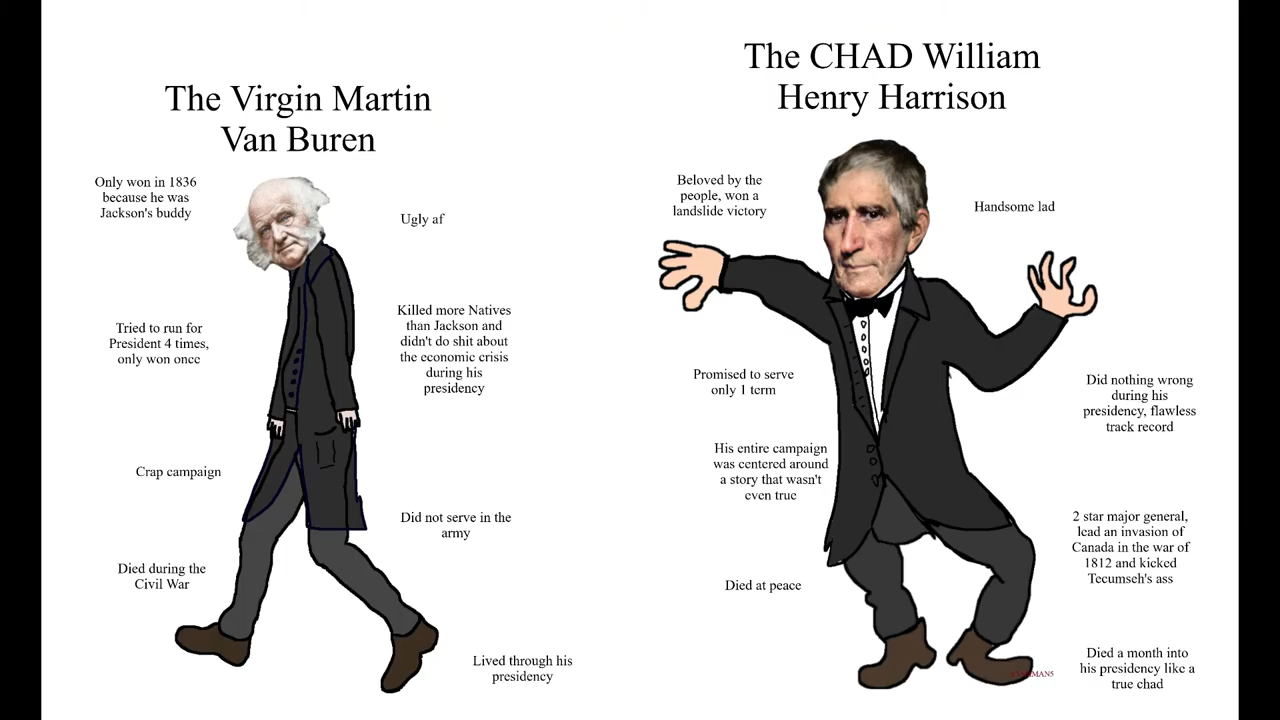 The Virgin Martin
Van Buren
Only won in 1836
because he was
Jackson's buddy
Ugly af
Tried to run for
President 4 times,
only won once
Killed more Natives
than Jackson and
didn't do shit about
the economic crisis
during his
presidency
Crap campaign
Did not serve in the
army
Died during the
Civil War
Lived through his
presidency
The CHAD William
Henry Harrison
Beloved by the
people, won a
landslide victory
Handsome lad
Promised to serve
only 1 term
Did nothing wrong
during his
presidency, flawless
track record
His entire campaign
was centered around
a story that wasn't
even true
2 star major general,
lead an invasion of
Canada in the war of
1812 and kicked
Tecumseh's ass
Died at peace
Died a month into
his presidency like a
true chad